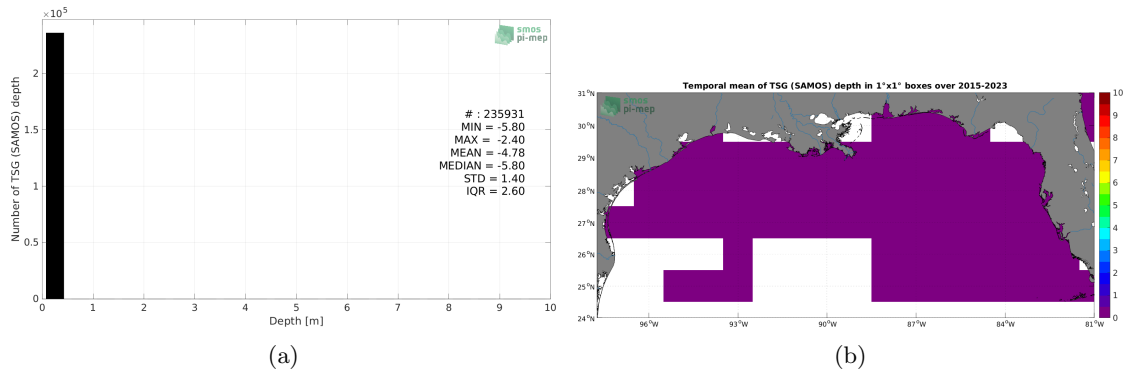 ×10^5
smos
pi-mep
# : 235931
MIN = -5.80
MAX = -2.40
MEAN = -4.78
MEDIAN = -5.80
STD = 1.40
IQR = 2.60
Number of TSG (SAMOS) depth
2
1.5
1
0.5
0
0 1 2 3 4 5 6 7 8 9 10
Depth [m]
(a)
Temporal mean of TSG (SAMOS) depth in 1°x1° boxes over 2015-2023
smos
pi-mep
31°N
30°N
29°N
28°N
27°N
26°N
25°N
24°N
96°W 93°W 90°W 87°W 84°W 81°W
10
9
8
7
6
5
4
3
2
1
0
(b)